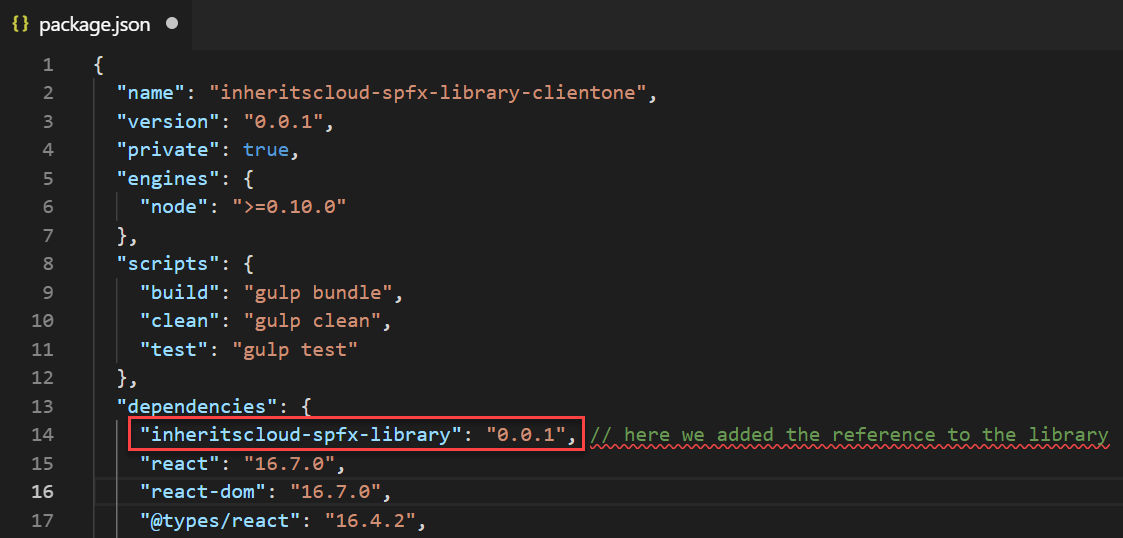 {} package.json ●
1 {
2 "name": "inheritscloud-spfx-library-clientone",
3 "version": "0.0.1",
4 "private": true,
5 "engines": {
6 "node": ">=0.10.0"
7 },
8 "scripts": {
9 "build": "gulp bundle",
10 "clean": "gulp clean",
11 "test": "gulp test"
12 },
13 "dependencies": {
14 "inheritscloud-spfx-library": "0.0.1", // here we added the reference to the library
15 "react": "16.7.0",
16 "react-dom": "16.7.0",
17 "@types/react": "16.4.2",